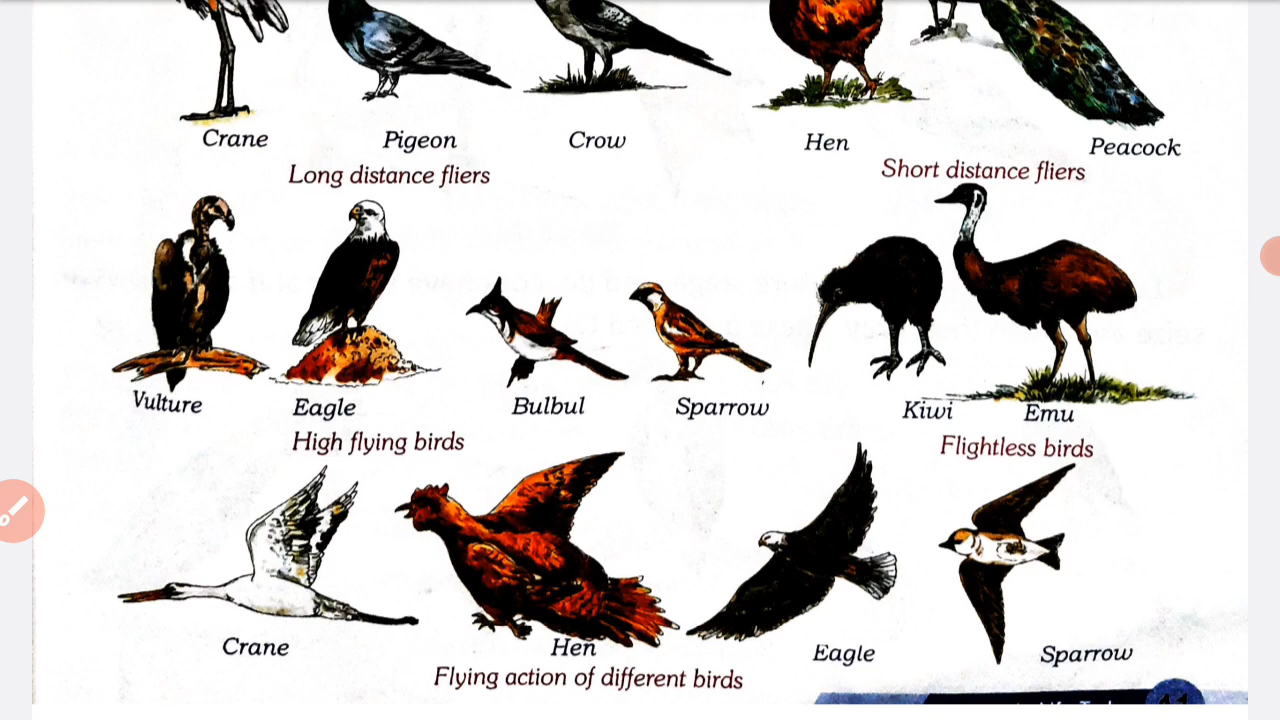 Crane Pigeon Crow Hen Peacock
Long distance fliers Short distance fliers
Vulture Eagle Bulbul Sparrow Kiwi Emu
High flying birds Flightless birds
Crane Hen Eagle Sparrow
Flying action of different birds